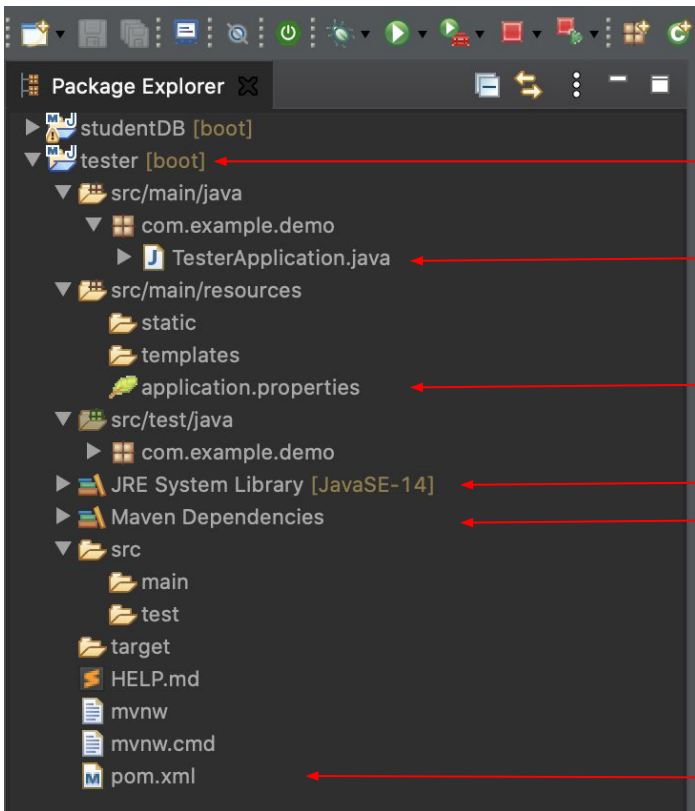 Package Explorer
studentDB [boot]
tester [boot]
src/main/java
com.example.demo
TesterApplication.java
src/main/resources
static
templates
application.properties
src/test/java
com.example.demo
JRE System Library [JavaSE-14]
Maven Dependencies
src
main
test
target
HELP.md
mvnw
mvnw.cmd
pom.xml